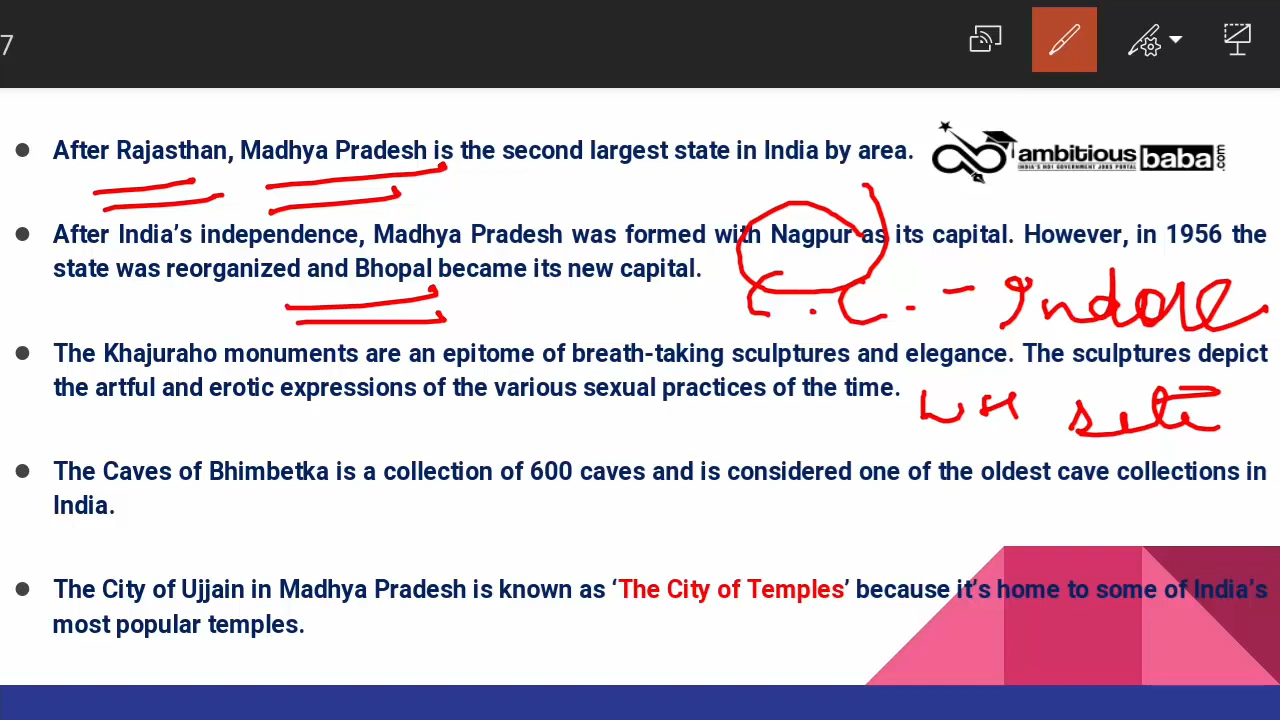 7
● After Rajasthan, Madhya Pradesh is the second largest state in India by area.
ambitiousbaba.com
INDIA'S NO1 GOVERNMENT JOBS PORTAL
● After India’s independence, Madhya Pradesh was formed with Nagpur as its capital. However, in 1956 the
state was reorganized and Bhopal became its new capital.
C.C. - Indore
● The Khajuraho monuments are an epitome of breath-taking sculptures and elegance. The sculptures depict
the artful and erotic expressions of the various sexual practices of the time.
● The Caves of Bhimbetka is a collection of 600 caves and is considered one of the oldest cave collections in
India.
● The City of Ujjain in Madhya Pradesh is known as ‘The City of Temples’ because it’s home to some of India’s
most popular temples.